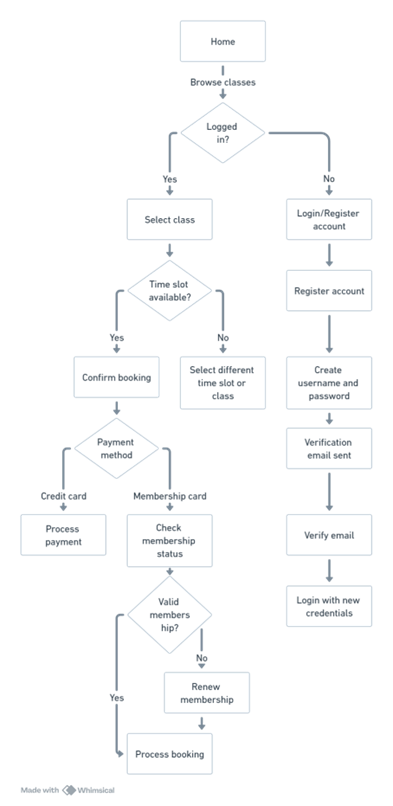 Home
Browse classes
Logged
in?
Yes
No
Select class
Login/Register
account
Time slot
available?
Register account
Yes
No
Confirm booking
Select different
time slot or
class
Create
username and
password
Payment
method
Verification
email sent
Credit card
Membership card
Process
payment
Check
membership
status
Verify email
Valid
members
hip?
Login with new
credentials
No
Yes
Renew
membership
Process booking
Made with Whimsical